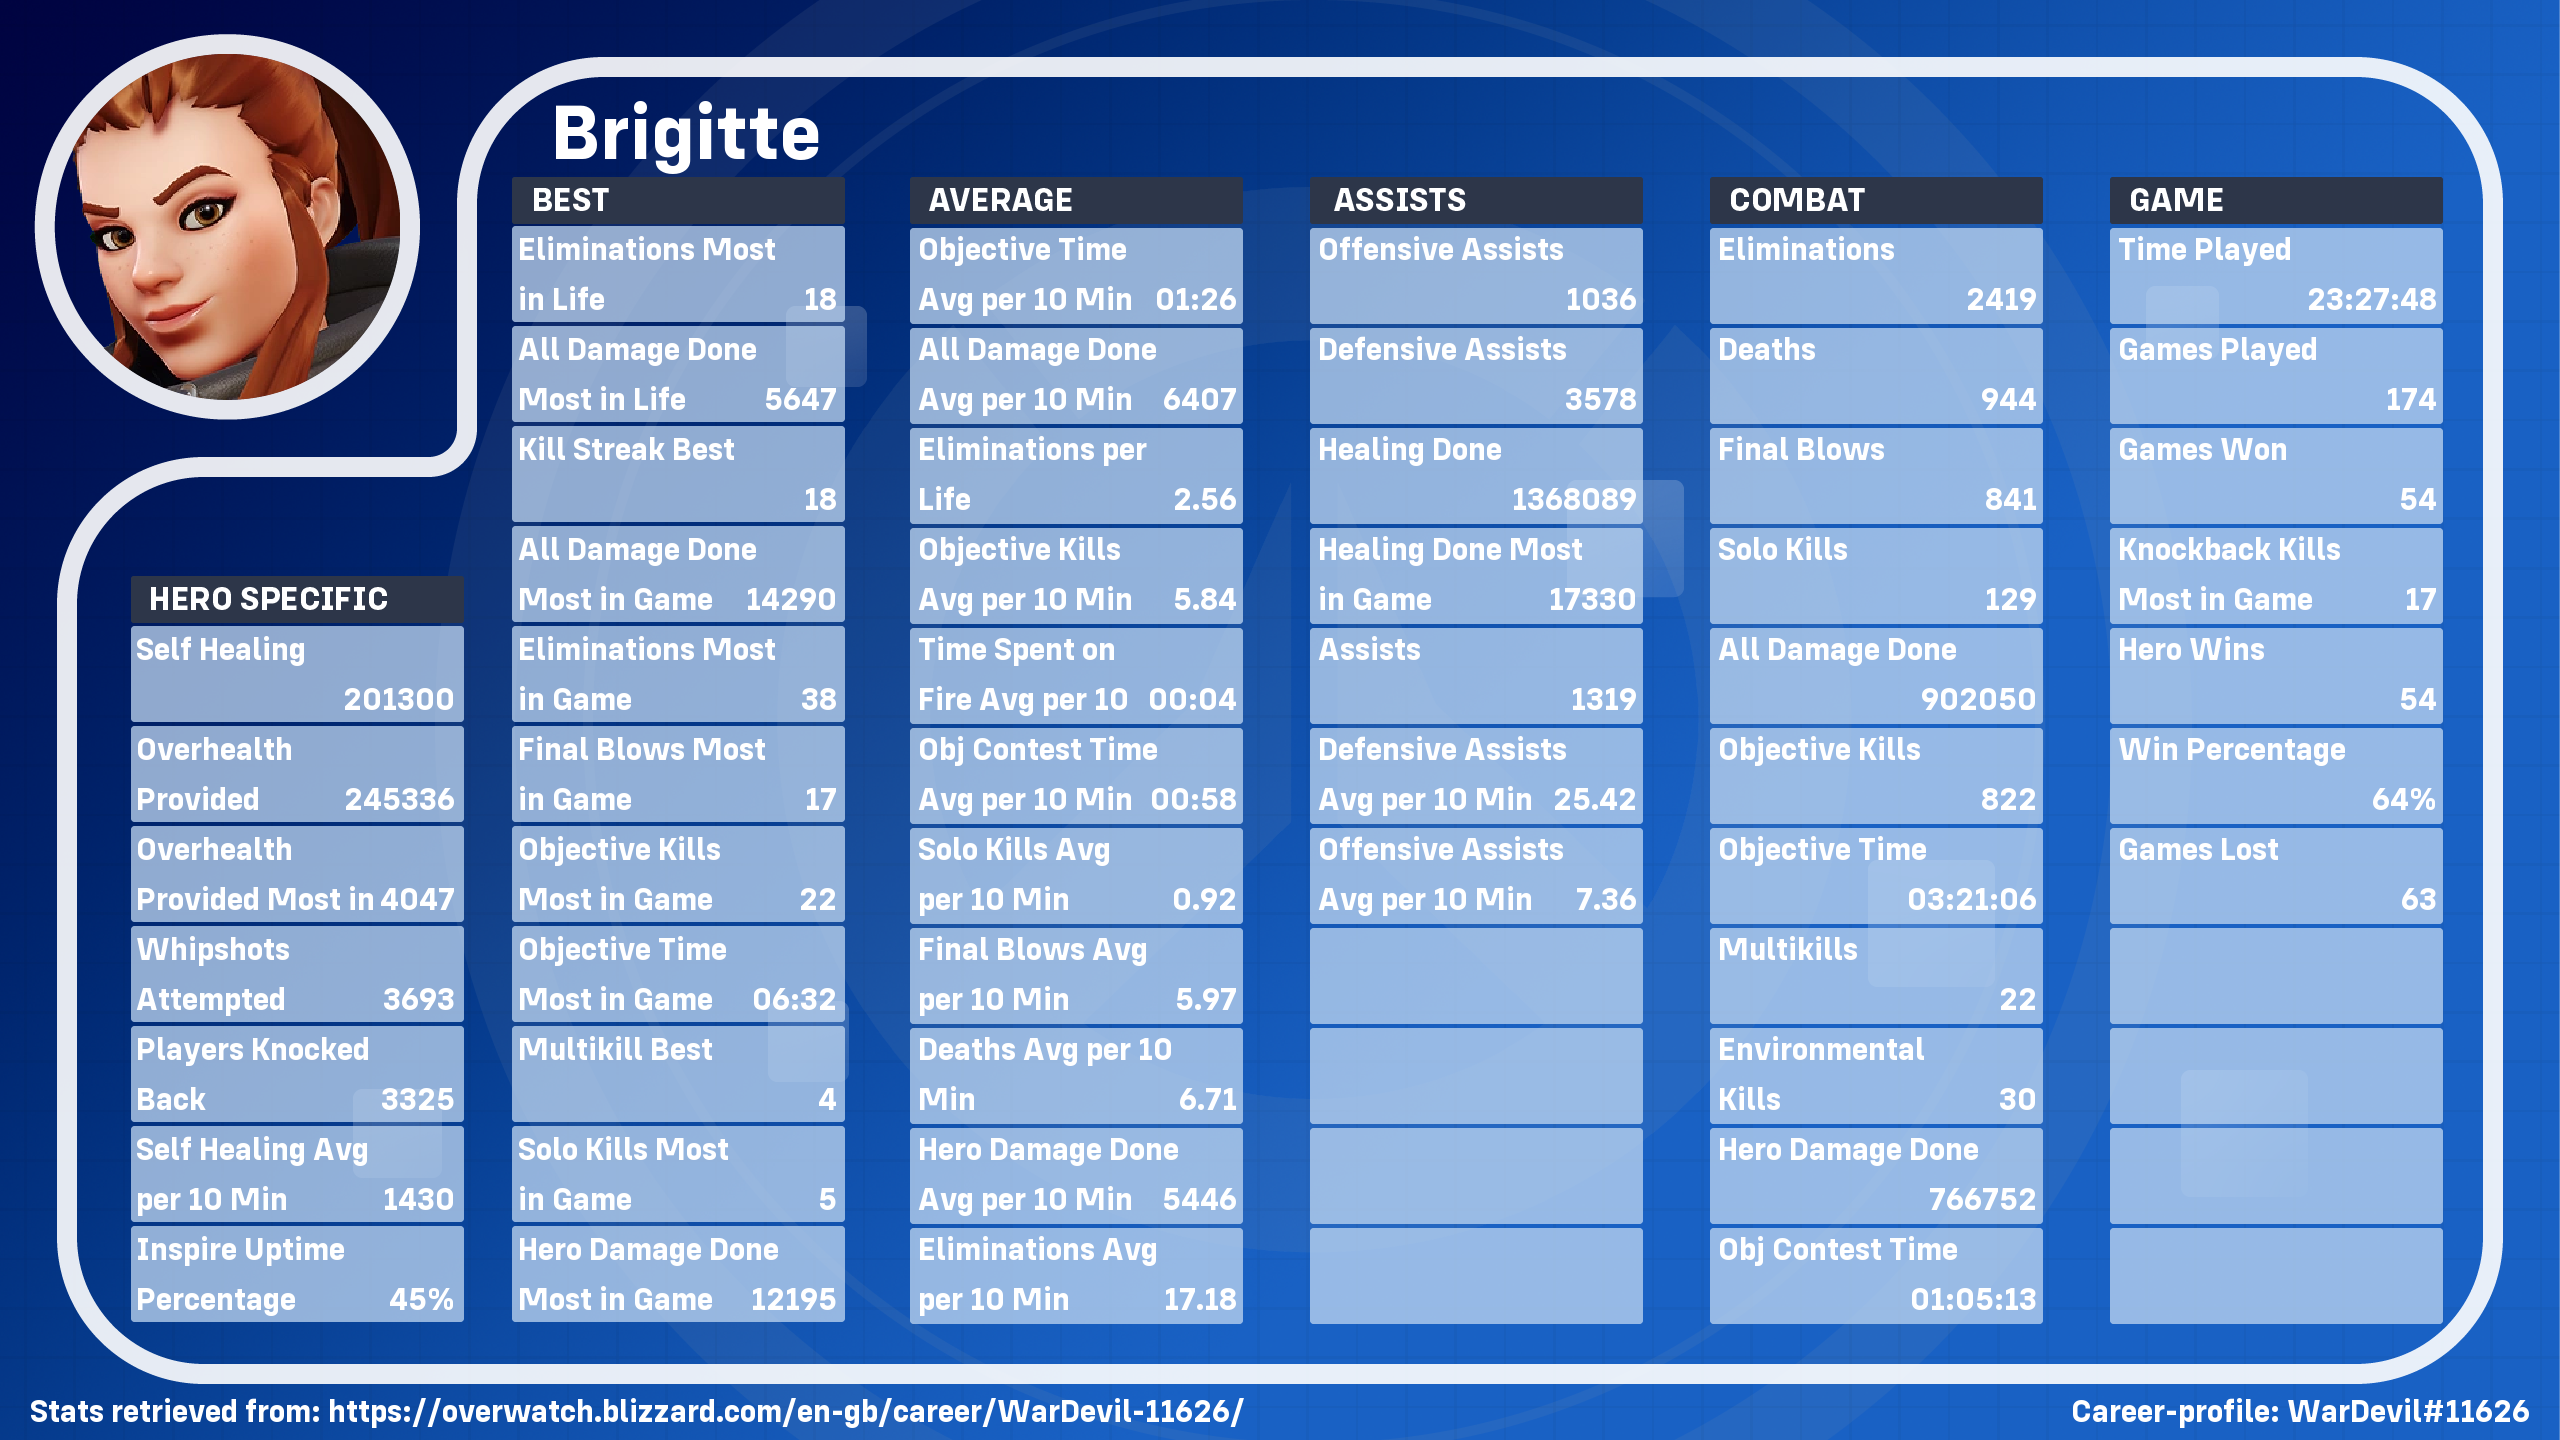 Brigitte
HERO SPECIFIC
Self Healing
201300
Overhealth
Provided 245336
Overhealth
Provided Most in 4047
Whipshots
Attempted 3693
Players Knocked
Back 3325
Self Healing Avg
per 10 Min 1430
Inspire Uptime
Percentage 45%
BEST
Eliminations Most
in Life 18
All Damage Done
Most in Life 5647
Kill Streak Best
18
All Damage Done
Most in Game 14290
Eliminations Most
in Game 38
Final Blows Most
in Game 17
Objective Kills
Most in Game 22
Objective Time
Most in Game 06:32
Multikill Best
4
Solo Kills Most
in Game 5
Hero Damage Done
Most in Game 12195
AVERAGE
Objective Time
Avg per 10 Min 01:26
All Damage Done
Avg per 10 Min 6407
Eliminations per
Life 2.56
Objective Kills
Avg per 10 Min 5.84
Time Spent on
Fire Avg per 10 00:04
Obj Contest Time
Avg per 10 Min 00:58
Solo Kills Avg
per 10 Min 0.92
Final Blows Avg
per 10 Min 5.97
Deaths Avg per 10
Min 6.71
Hero Damage Done
Avg per 10 Min 5446
Eliminations Avg
per 10 Min 17.18
ASSISTS
Offensive Assists
1036
Defensive Assists
3578
Healing Done
1368089
Healing Done Most
in Game 17330
Assists
1319
Defensive Assists
Avg per 10 Min 25.42
Offensive Assists
Avg per 10 Min 7.36
COMBAT
Eliminations
2419
Deaths
944
Final Blows
841
Solo Kills
129
All Damage Done
902050
Objective Kills
822
Objective Time
03:21:06
Multikills
22
Environmental
Kills 30
Hero Damage Done
766752
Obj Contest Time
01:05:13
GAME
Time Played
23:27:48
Games Played
174
Games Won
54
Knockback Kills
Most in Game 17
Hero Wins
54
Win Percentage
64%
Games Lost
63
Stats retrieved from: https://overwatch.blizzard.com/en-gb/career/WarDevil-11626/
Career-profile: WarDevil#11626